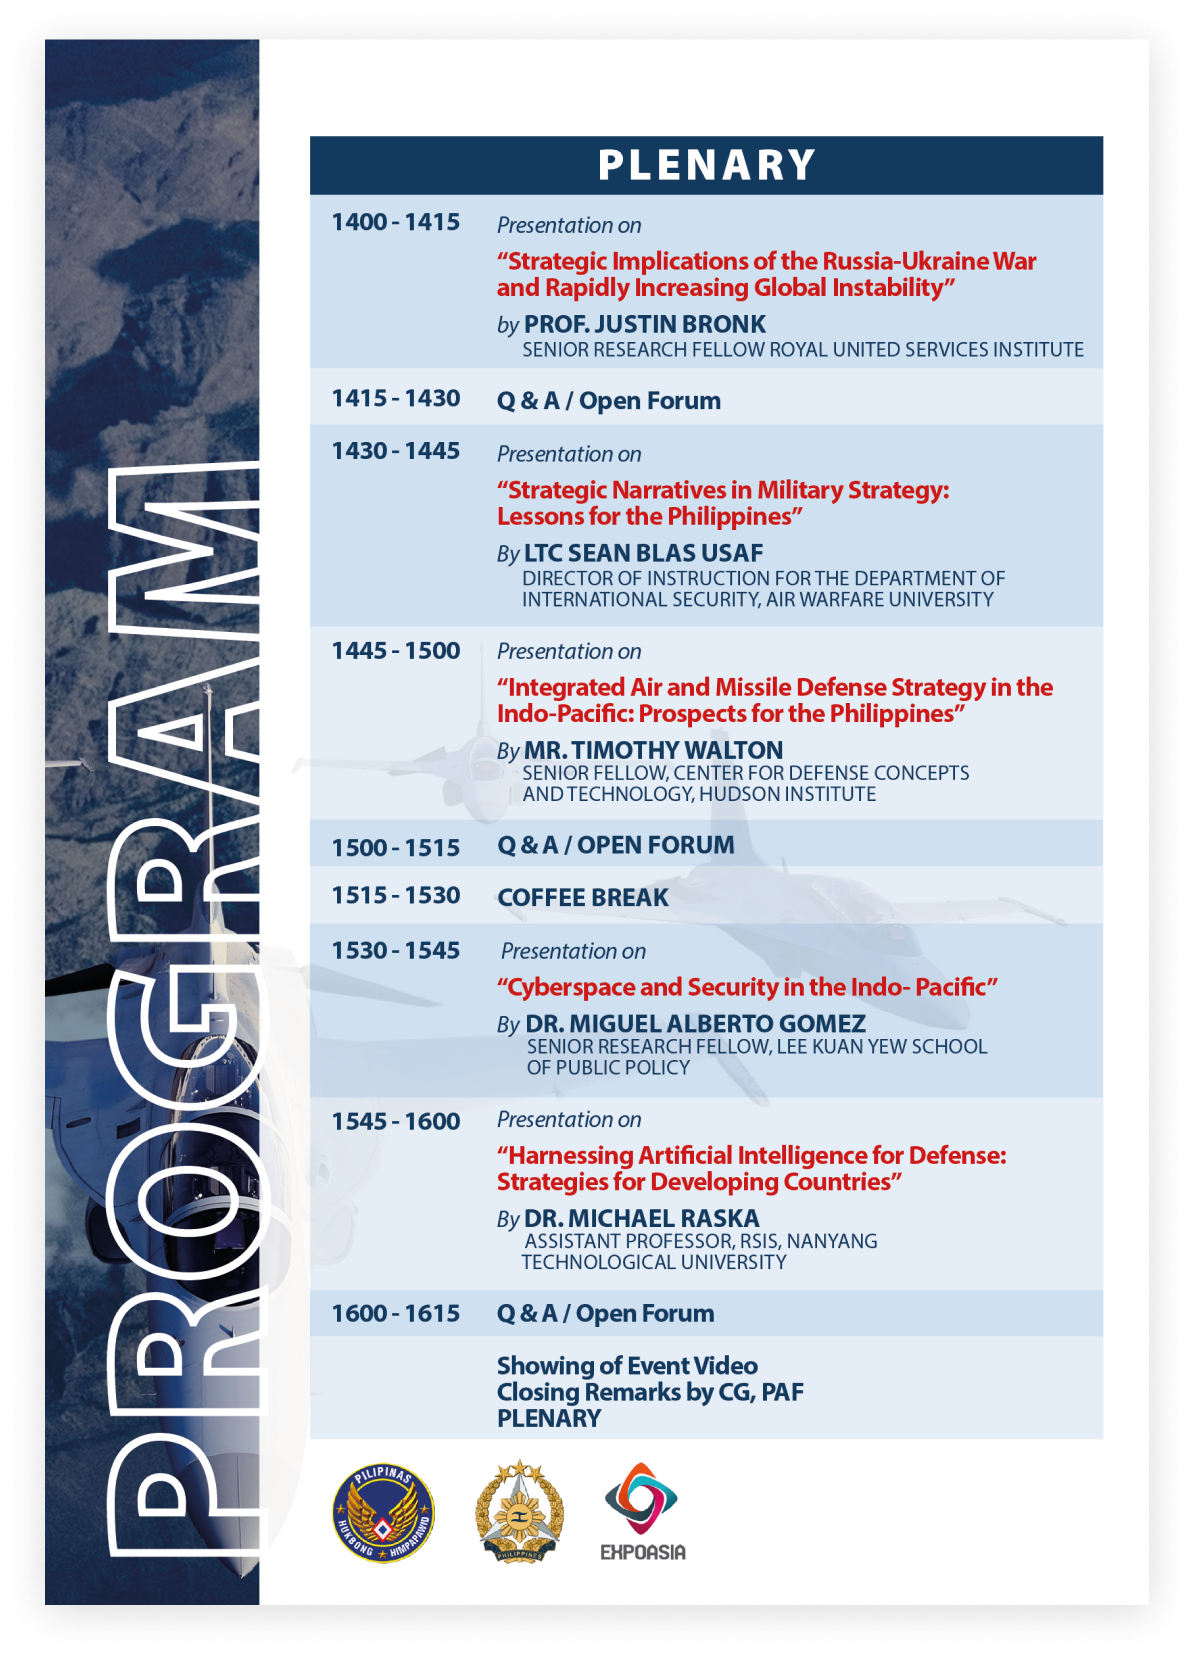 PROGRAM
PLENARY
1400 - 1415
Presentation on
“Strategic Implications of the Russia-Ukraine War
and Rapidly Increasing Global Instability”
by PROF. JUSTIN BRONK
SENIOR RESEARCH FELLOW ROYAL UNITED SERVICES INSTITUTE
1415 - 1430
Q & A / Open Forum
1430 - 1445
Presentation on
“Strategic Narratives in Military Strategy:
Lessons for the Philippines”
By LTC SEAN BLAS USAF
DIRECTOR OF INSTRUCTION FOR THE DEPARTMENT OF
INTERNATIONAL SECURITY, AIR WARFARE UNIVERSITY
1445 - 1500
Presentation on
“Integrated Air and Missile Defense Strategy in the
Indo-Pacific: Prospects for the Philippines”
By MR. TIMOTHY WALTON
SENIOR FELLOW, CENTER FOR DEFENSE CONCEPTS
AND TECHNOLOGY, HUDSON INSTITUTE
1500 - 1515
Q & A / OPEN FORUM
1515 - 1530
COFFEE BREAK
1530 - 1545
Presentation on
“Cyberspace and Security in the Indo- Pacific”
By DR. MIGUEL ALBERTO GOMEZ
SENIOR RESEARCH FELLOW, LEE KUAN YEW SCHOOL
OF PUBLIC POLICY
1545 - 1600
Presentation on
“Harnessing Artificial Intelligence for Defense:
Strategies for Developing Countries”
By DR. MICHAEL RASKA
ASSISTANT PROFESSOR, RSIS, NANYANG
TECHNOLOGICAL UNIVERSITY
1600 - 1615
Q & A / Open Forum
Showing of Event Video
Closing Remarks by CG, PAF
PLENARY
PILIPINAS
HUKBONG HIMPAPAWID
PHILIPPINES
EXPOASIA